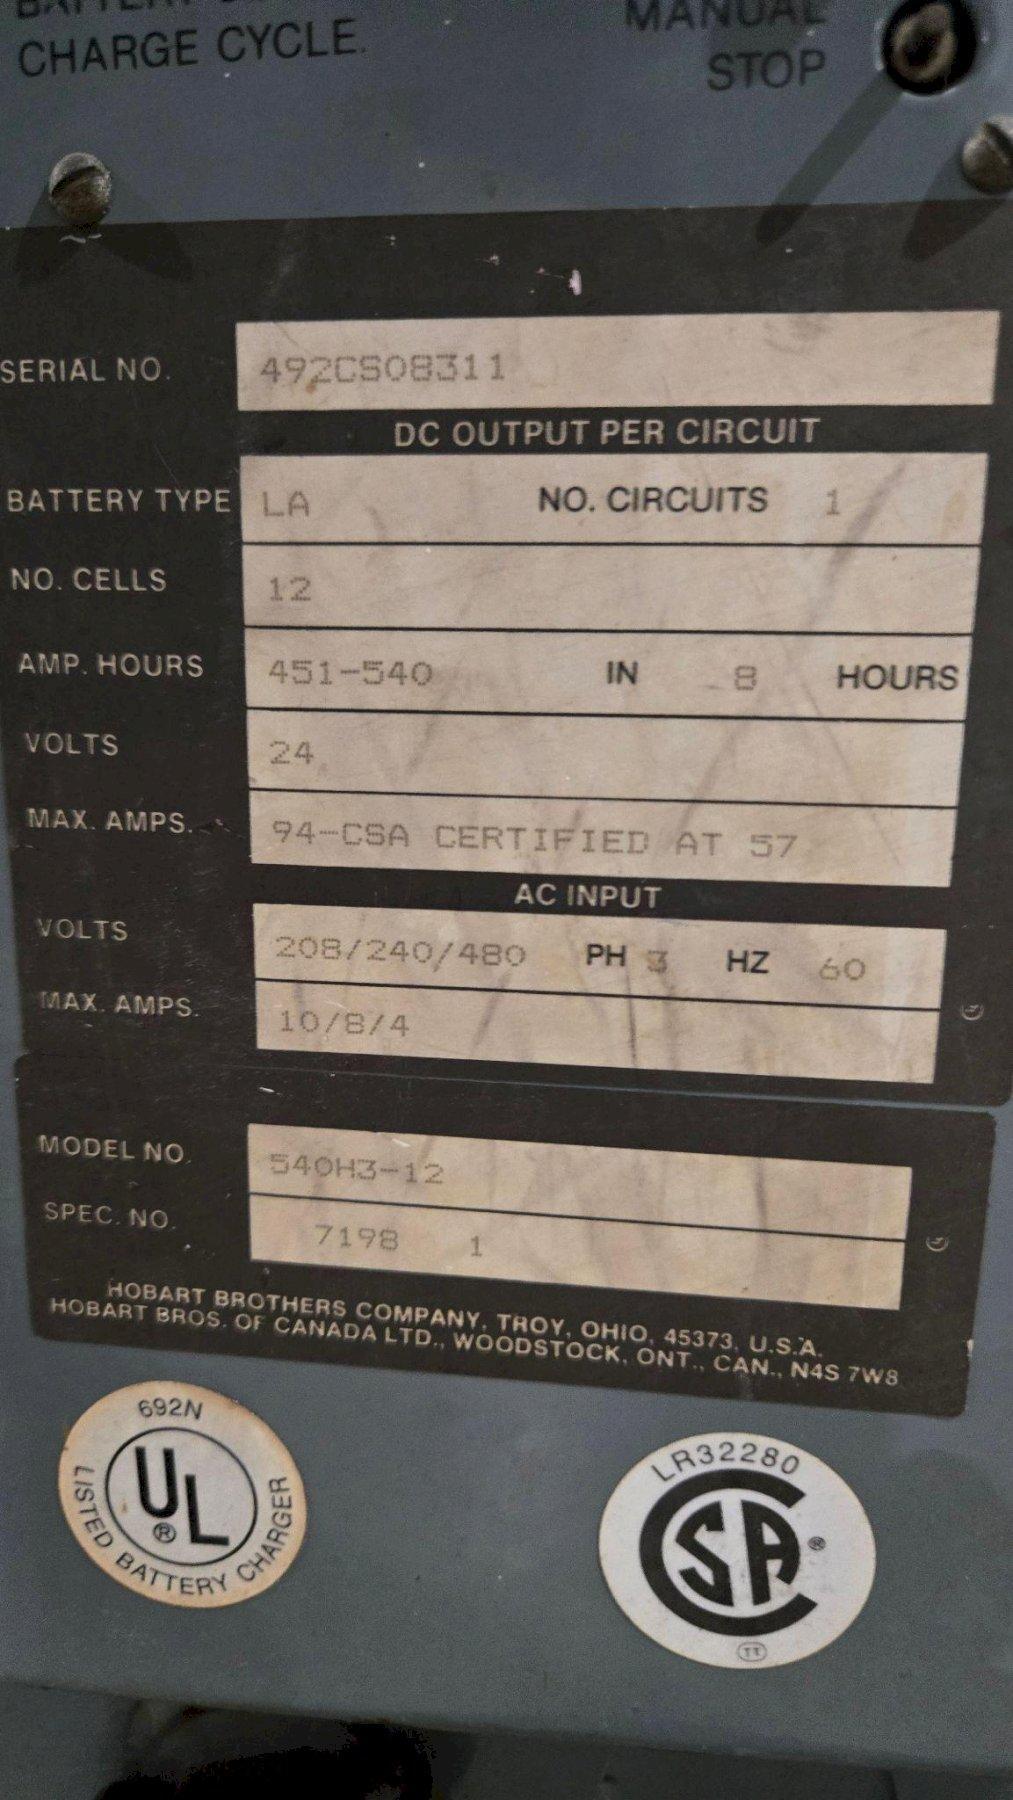 CHARGE CYCLE.
MANUAL
STOP
SERIAL NO. 492CS08311
DC OUTPUT PER CIRCUIT
BATTERY TYPE LA NO. CIRCUITS 1
NO. CELLS 12
AMP. HOURS 451-540 IN 8 HOURS
VOLTS 24
MAX. AMPS. 94-CSA CERTIFIED AT 57
AC INPUT
VOLTS 208/240/480 PH 3 HZ 60
MAX. AMPS. 10/8/4
MODEL NO. 540H3-12
SPEC. NO. 7198 1
HOBART BROTHERS COMPANY, TROY, OHIO, 45373, U.S.A.
HOBART BROS. OF CANADA LTD., WOODSTOCK, ONT., CAN., N4S 7W8
692N
UL ®
LISTED BATTERY CHARGER
LR32280
CSA ®